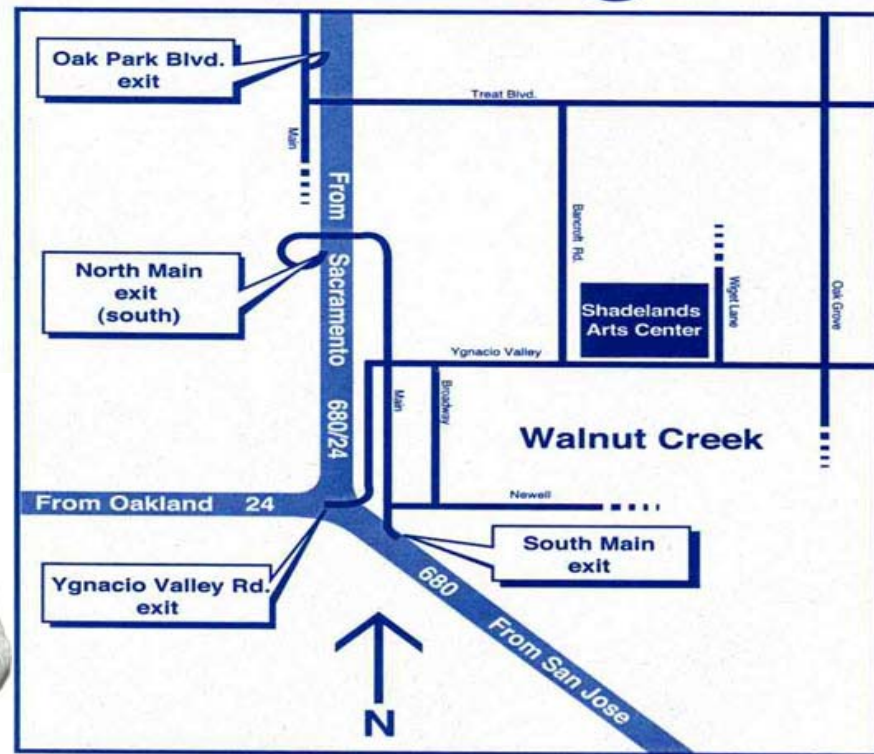 Oak Park Blvd.
exit
Treat Blvd.
Main
From Sacramento 680/24
North Main
exit
(south)
Bancroft Rd.
Shadelands
Arts Center
Wiget Lane
Oak Grove
Ygnacio Valley
Main
Broadway
Walnut Creek
From Oakland 24
Newell
South Main
exit
Ygnacio Valley Rd.
exit
680 From San Jose
N